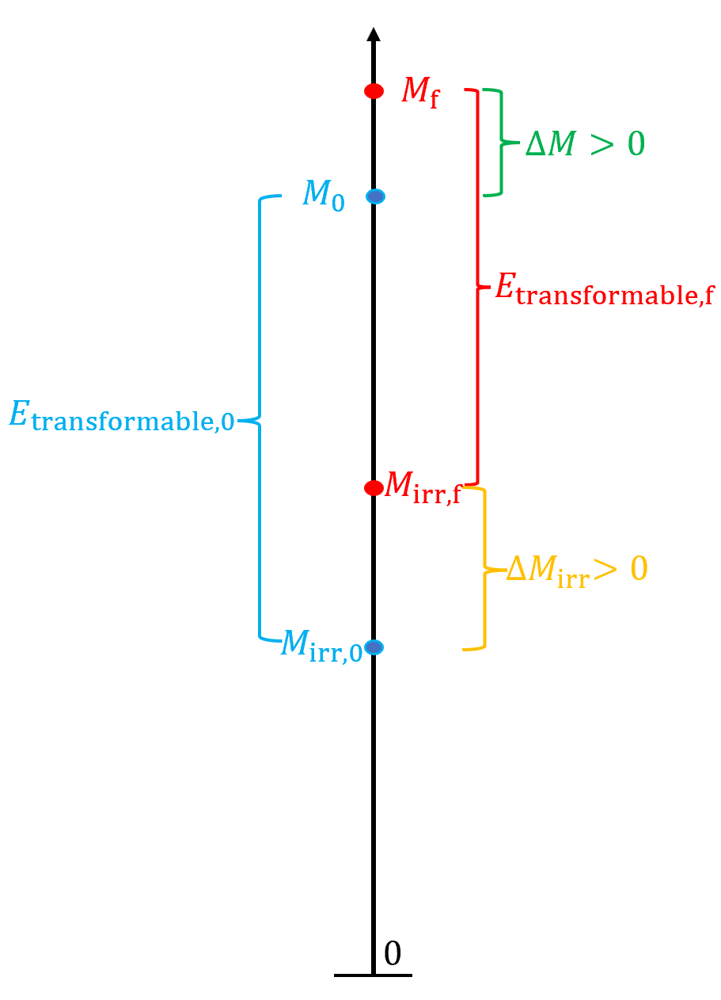 M_f
ΔM > 0
M_0
E_transformable,f
E_transformable,0
M_irr,f
ΔM_irr > 0
M_irr,0
0